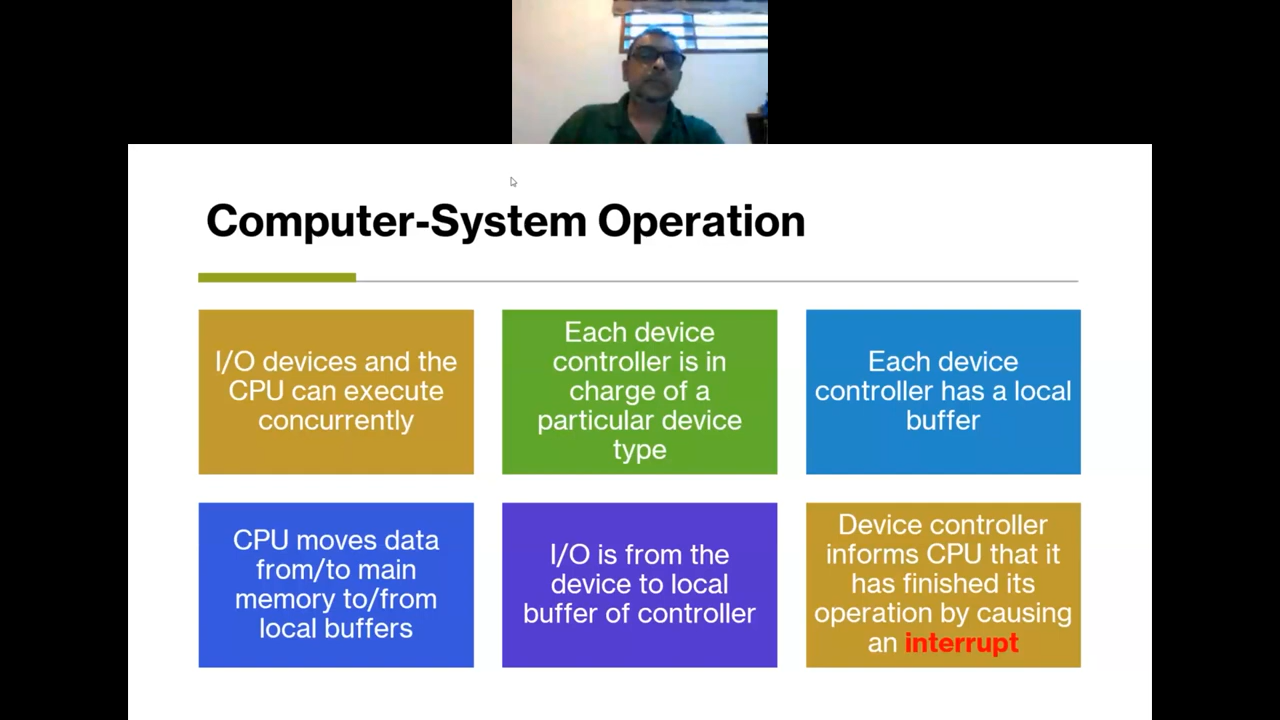 Computer-System Operation
I/O devices and the
CPU can execute
concurrently
Each device
controller is in
charge of a
particular device
type
Each device
controller has a local
buffer
CPU moves data
from/to main
memory to/from
local buffers
I/O is from the
device to local
buffer of controller
Device controller
informs CPU that it
has finished its
operation by causing
an interrupt